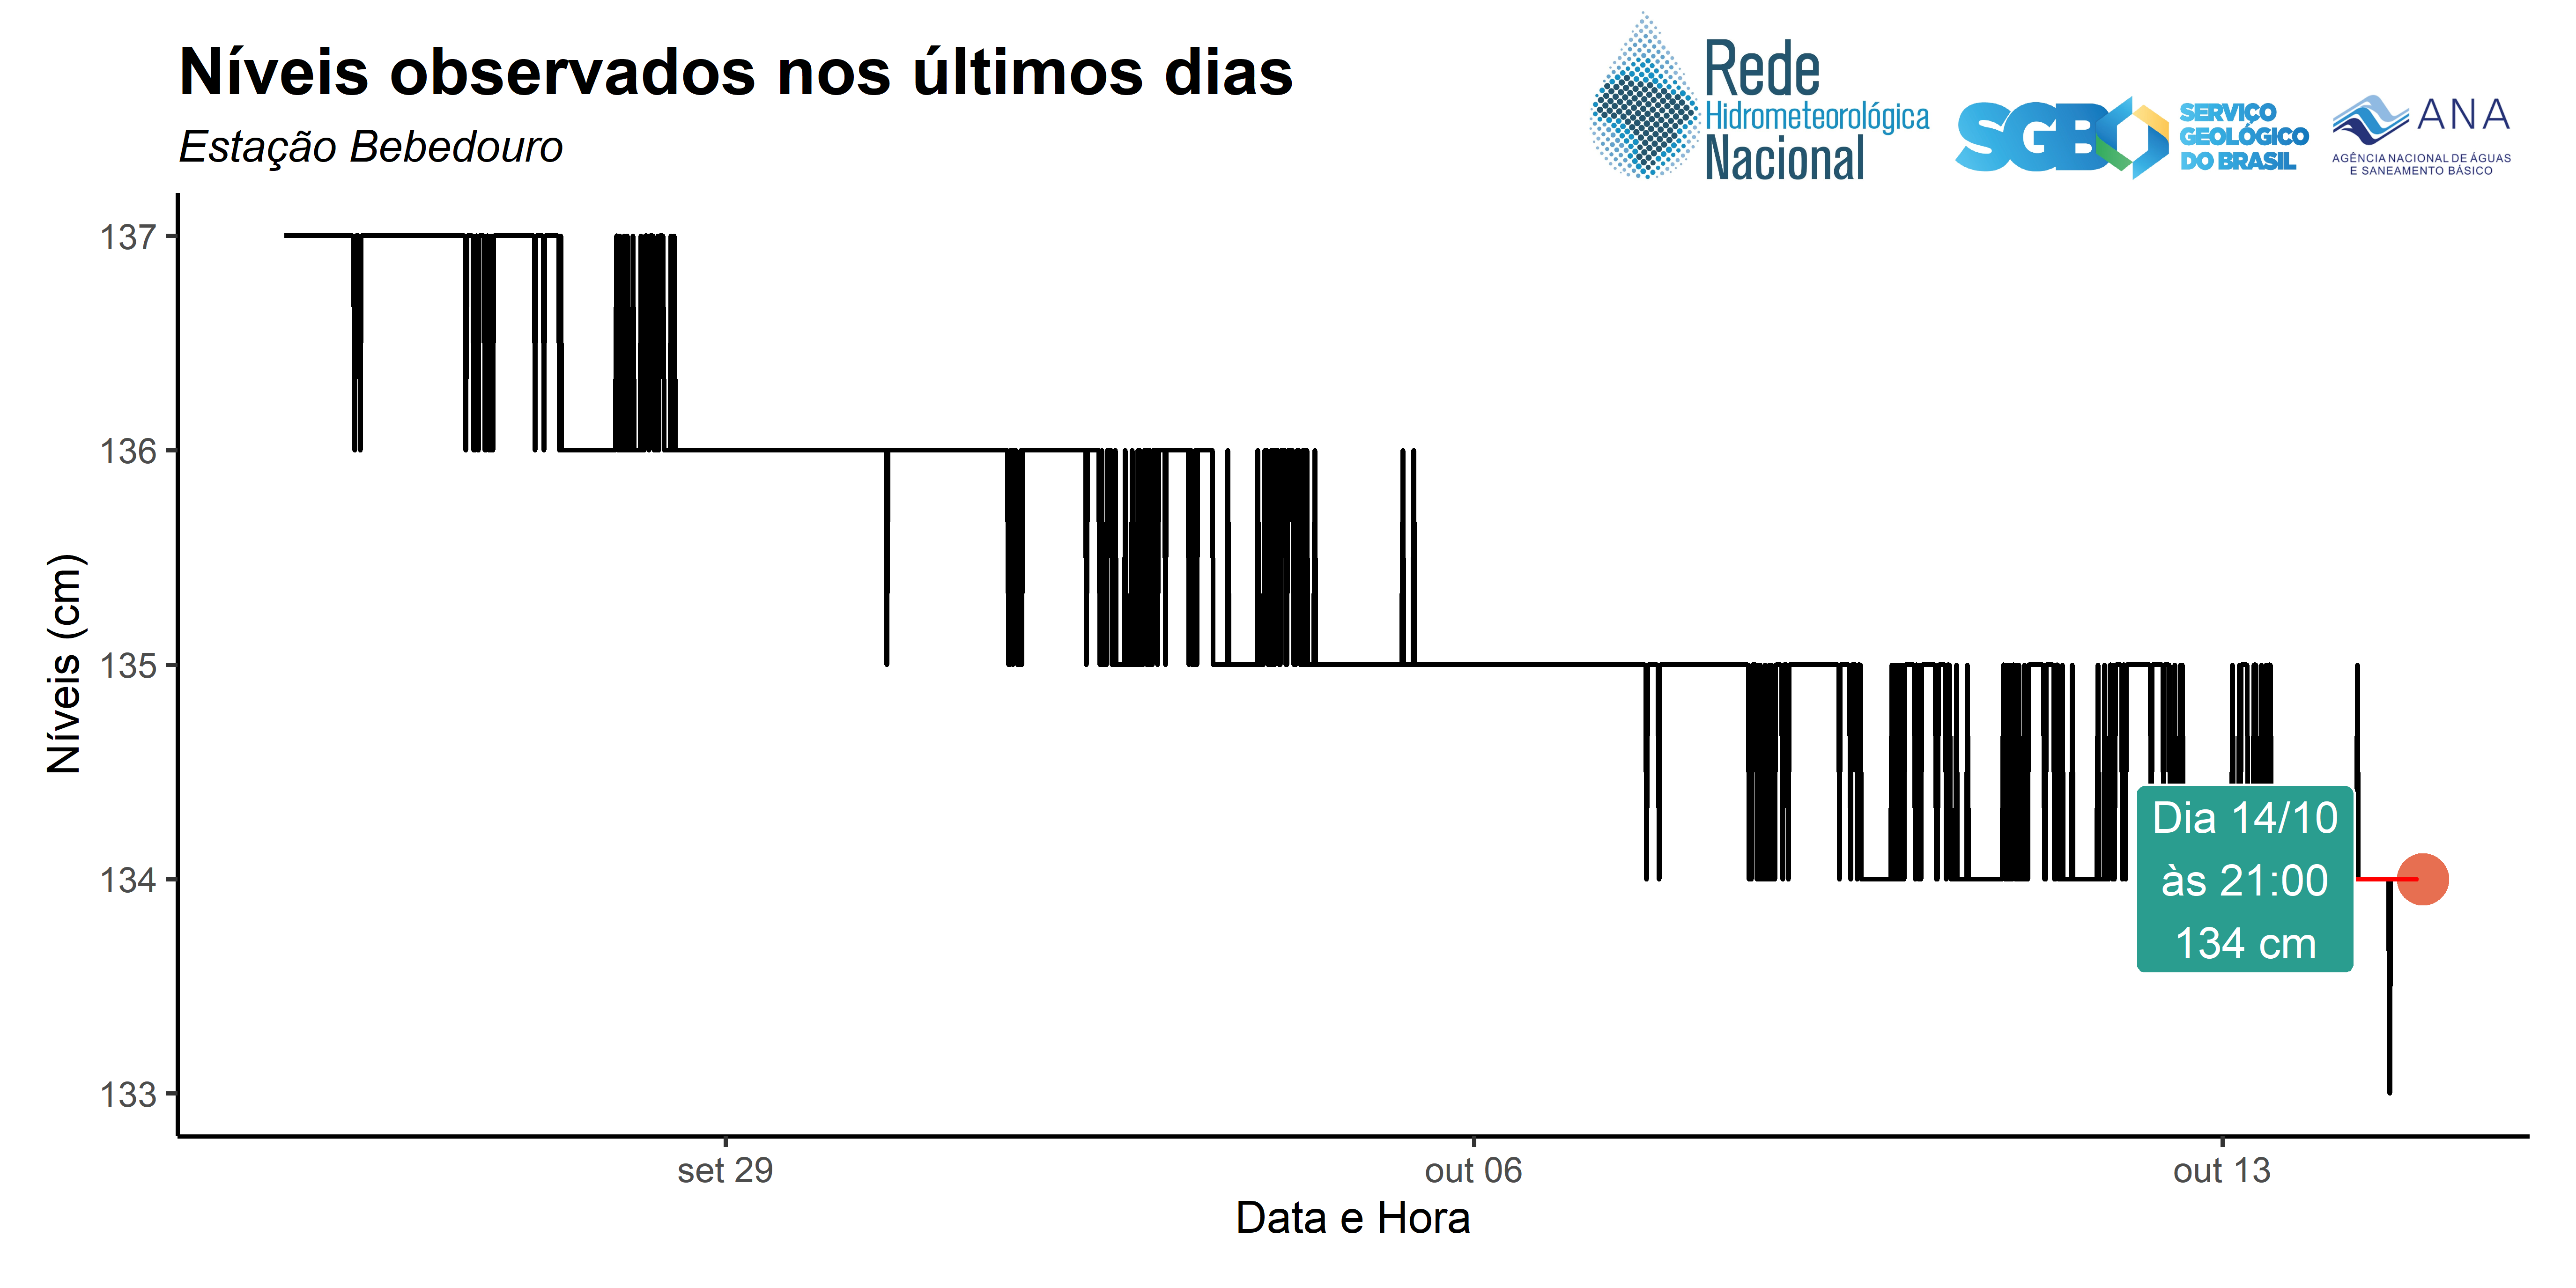 Níveis observados nos últimos dias
Estação Bebedouro
Rede
Hidrometeorológica
Nacional
SGB
SERVIÇO
GEOLÓGICO
DO BRASIL
ANA
AGÊNCIA NACIONAL DE ÁGUAS
E SANEAMENTO BÁSICO
137
136
135
134
133
Níveis (cm)
Dia 14/10
às 21:00
134 cm
set 29
out 06
out 13
Data e Hora